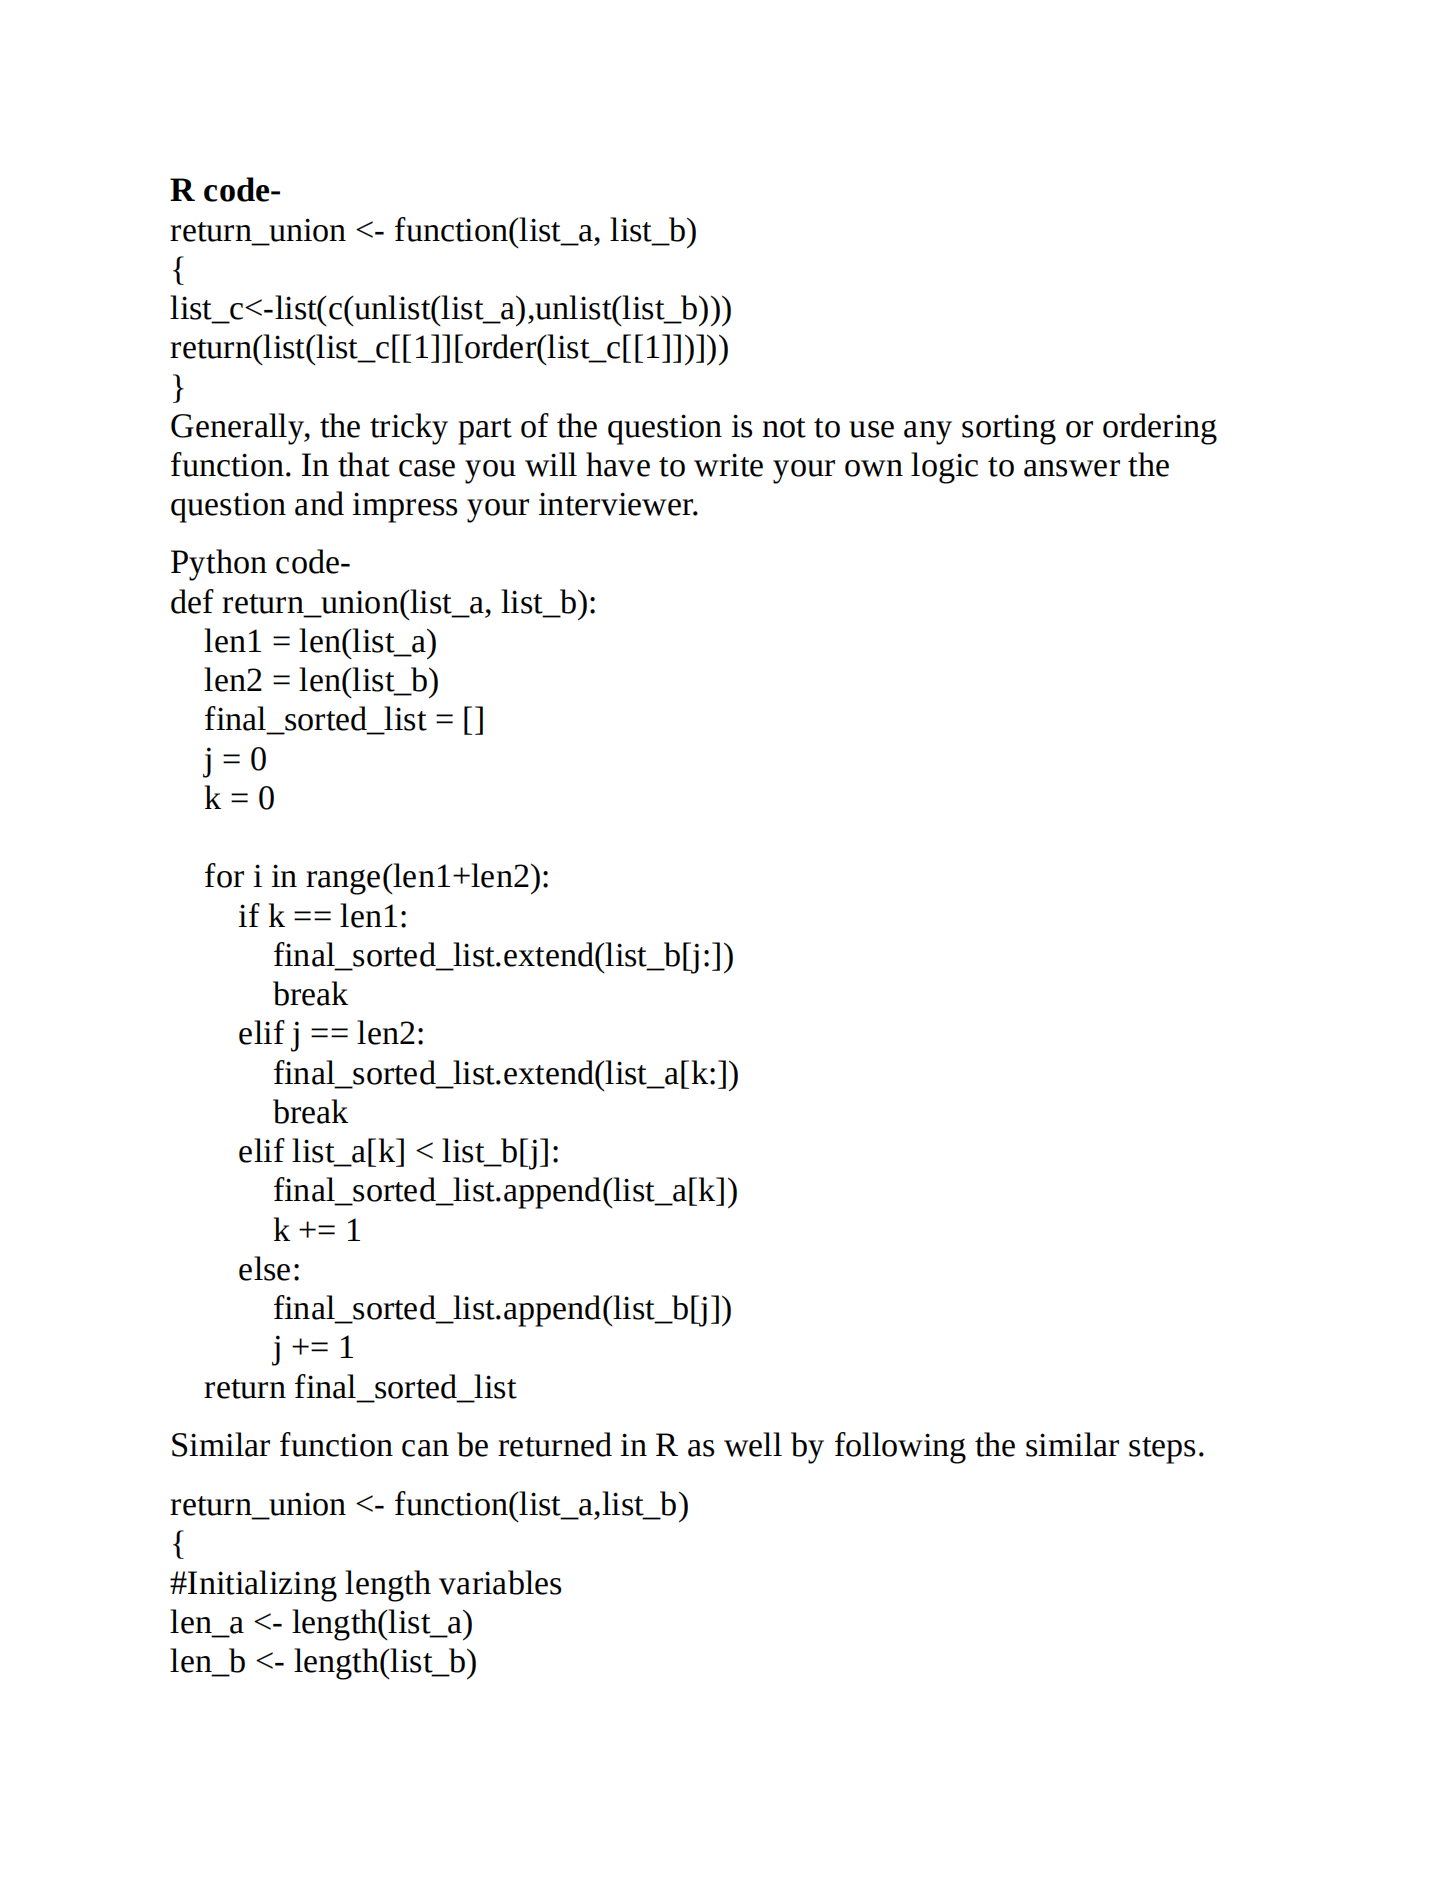 R code-
return_union <- function(list_a, list_b)
{
list_c<-list(c(unlist(list_a),unlist(list_b)))
return(list(list_c[[1]][order(list_c[[1]])]))
}
Generally, the tricky part of the question is not to use any sorting or ordering
function. In that case you will have to write your own logic to answer the
question and impress your interviewer.
Python code-
def return_union(list_a, list_b):
    len1 = len(list_a)
    len2 = len(list_b)
    final_sorted_list = []
    j = 0
    k = 0

    for i in range(len1+len2):
        if k == len1:
            final_sorted_list.extend(list_b[j:])
            break
        elif j == len2:
            final_sorted_list.extend(list_a[k:])
            break
        elif list_a[k] < list_b[j]:
            final_sorted_list.append(list_a[k])
            k += 1
        else:
            final_sorted_list.append(list_b[j])
            j += 1
    return final_sorted_list
Similar function can be returned in R as well by following the similar steps.
return_union <- function(list_a,list_b)
{
#Initializing length variables
len_a <- length(list_a)
len_b <- length(list_b)